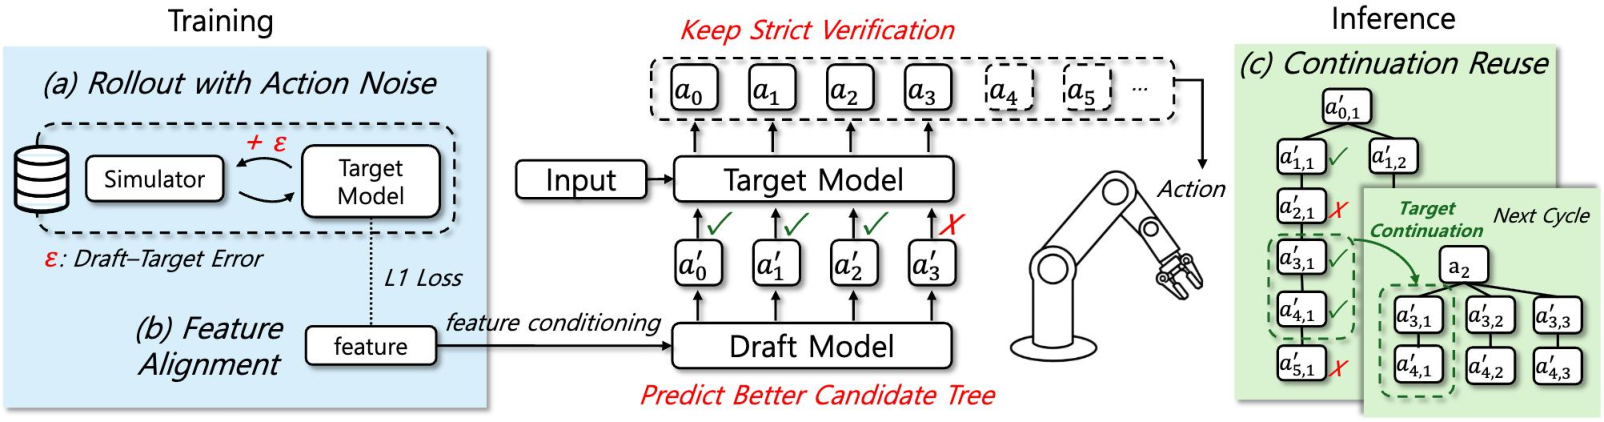 Training
(a) Rollout with Action Noise
+ ε
Simulator
Target
Model
ε: Draft–Target Error
L1 Loss
(b) Feature
Alignment
feature
feature conditioning
Keep Strict Verification
a0 a1 a2 a3 a4 a5 ...
Input
Target Model
Action
✓ ✓ ✓ X
a′0 a′1 a′2 a′3
Draft Model
Predict Better Candidate Tree
Inference
(c) Continuation Reuse
a′0,1
a′1,1 ✓ a′1,2
a′2,1 X
a′3,1 ✓
a′4,1 ✓
a′5,1 X
Target
Continuation
Next Cycle
a2
a′3,1 a′3,2 a′3,3
a′4,1 a′4,2 a′4,3